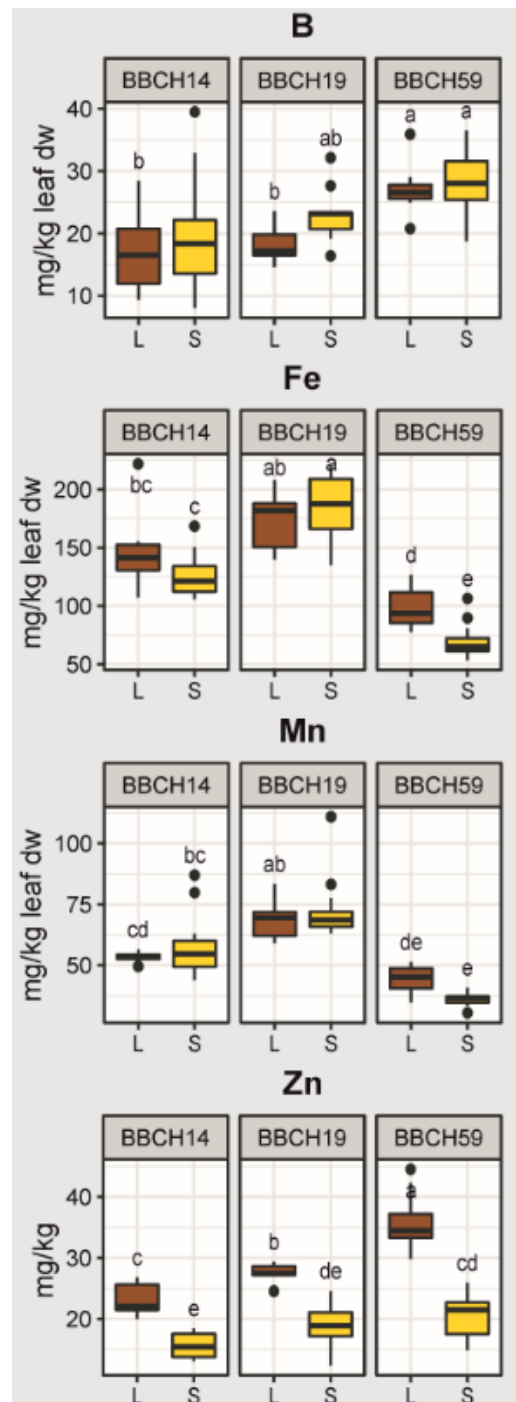 B
BBCH14 BBCH19 BBCH59
40
30
20
10
mg/kg leaf dw
b b ab a a
L S L S L S
Fe
BBCH14 BBCH19 BBCH59
200
150
100
50
mg/kg leaf dw
bc c ab a d e
L S L S L S
Mn
BBCH14 BBCH19 BBCH59
100
75
50
mg/kg leaf dw
cd bc ab de e
L S L S L S
Zn
BBCH14 BBCH19 BBCH59
40
30
20
mg/kg
c e b de a cd
L S L S L S